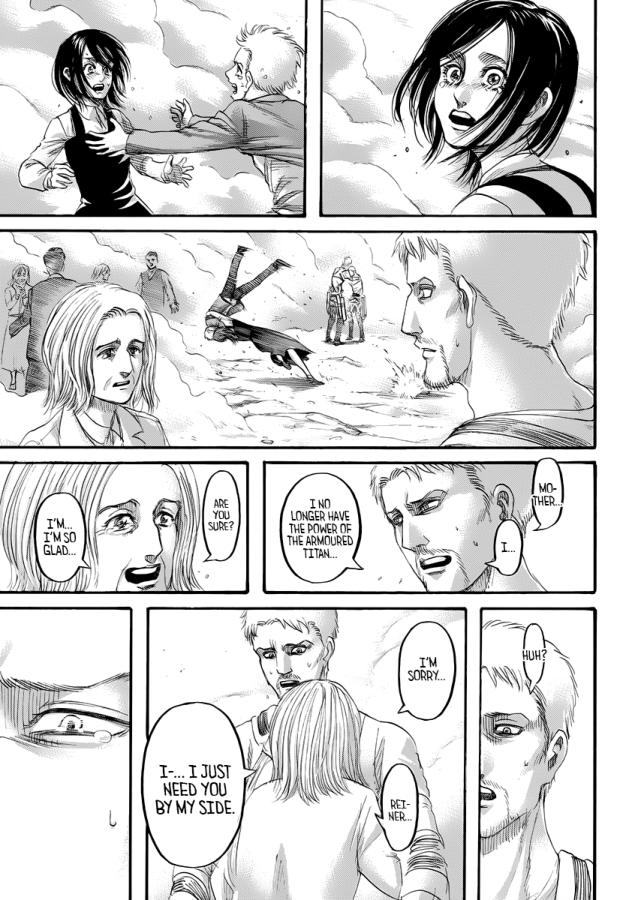 MO-
THER...
I...
I NO
LONGER HAVE
THE POWER OF
THE ARMOURED
TITAN...
ARE
YOU
SURE?
I'M...
I'M SO
GLAD...
HUH?
I'M
SORRY...
REI-
NER...
I-... I JUST
NEED YOU
BY MY SIDE.